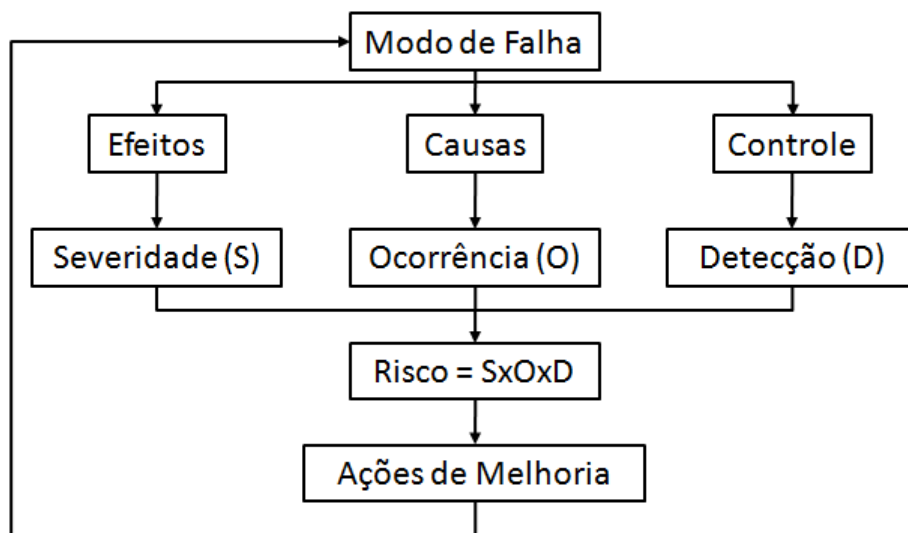 Modo de Falha
Efeitos
Causas
Controle
Severidade (S)
Ocorrência (O)
Detecção (D)
Risco = SxOxD
Ações de Melhoria